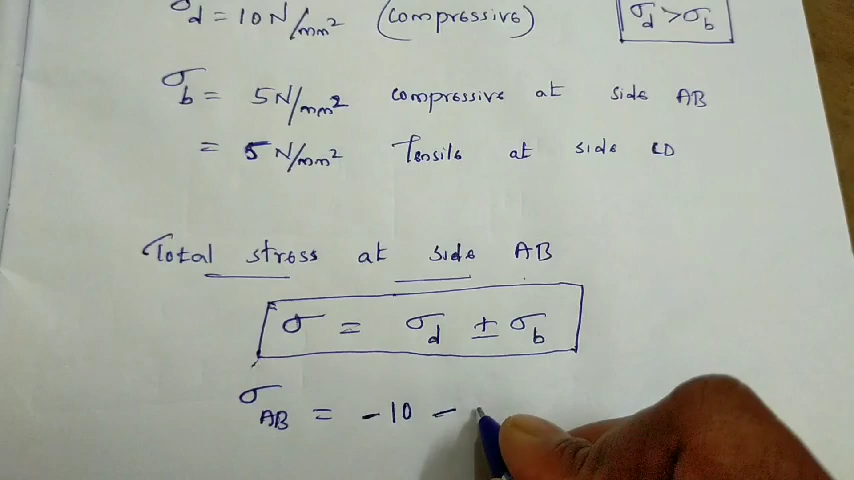 σd = 10 N/mm² (compressive) σd > σb
σb = 5 N/mm² compressive at side AB
= 5 N/mm² Tensile at side CD
Total stress at side AB
σ = σd ± σb
σAB = - 10 -